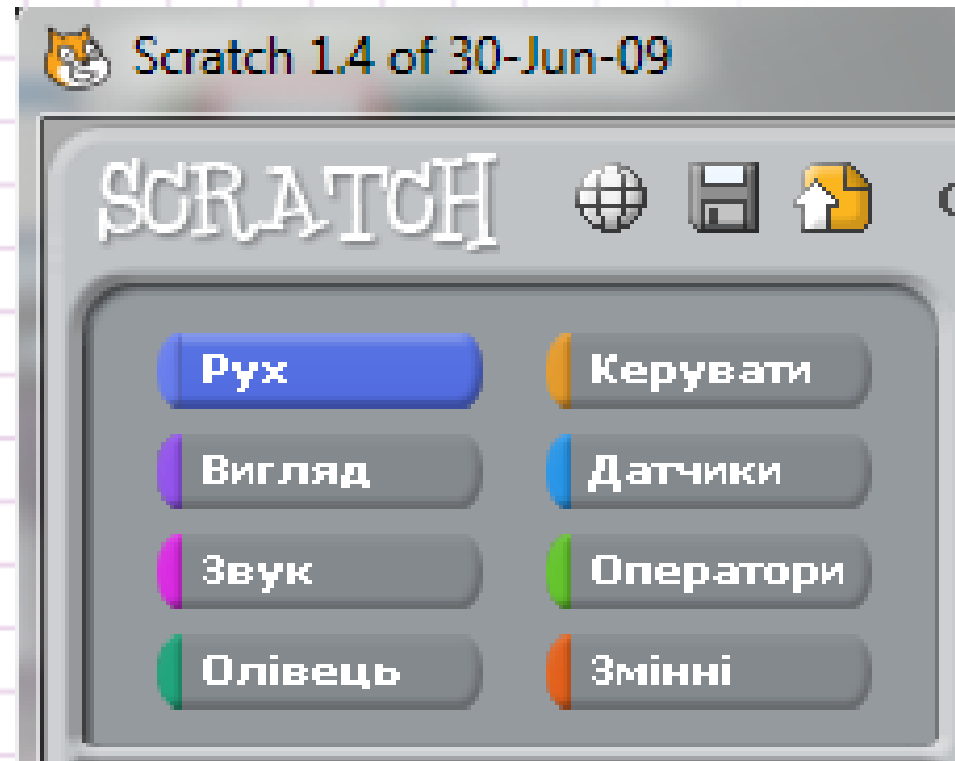 Scratch 1.4 of 30-Jun-09
SCRATCH
Рух
Керувати
Вигляд
Датчики
Звук
Оператори
Олівець
Змінні